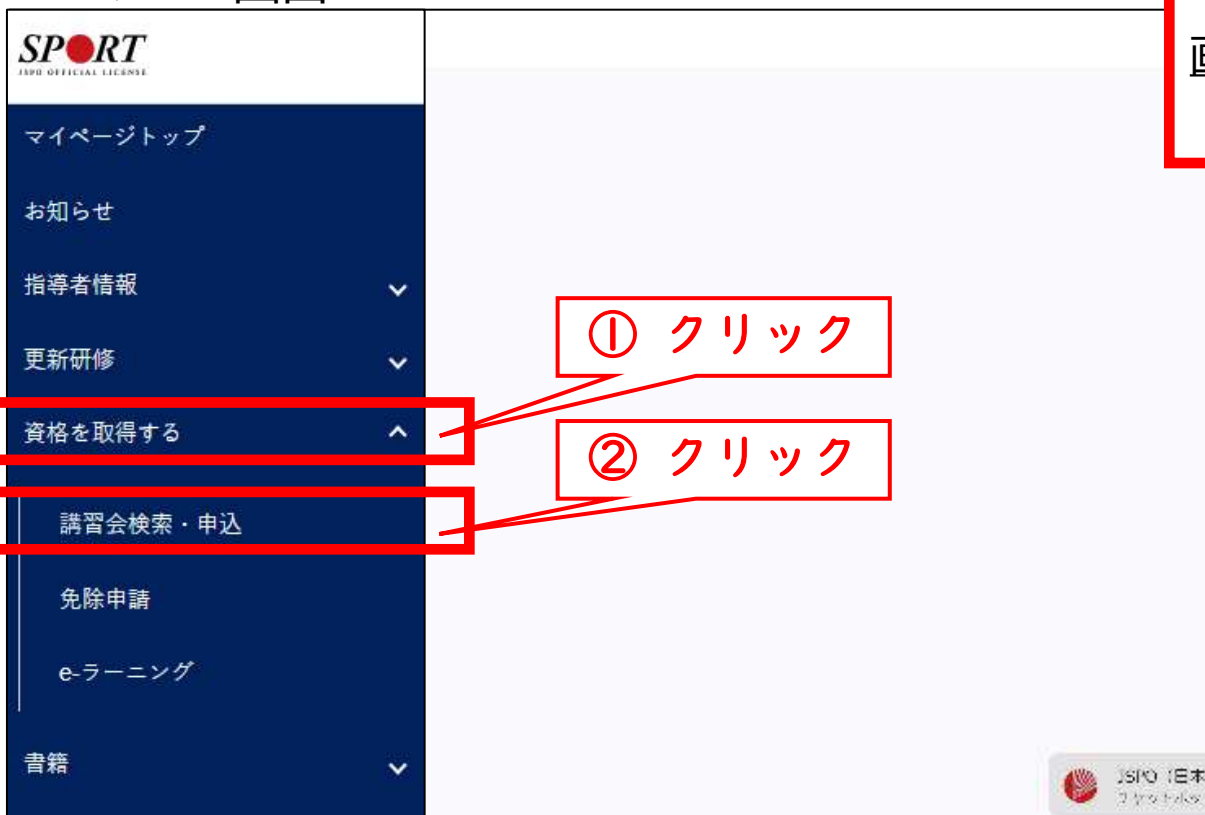 SPORT
JSPO OFFICIAL LICENSE
マイページトップ
お知らせ
指導者情報
更新研修
資格を取得する
講習会検索・申込
免除申請
e-ラーニング
書籍
① クリック
② クリック
JSPO（日本